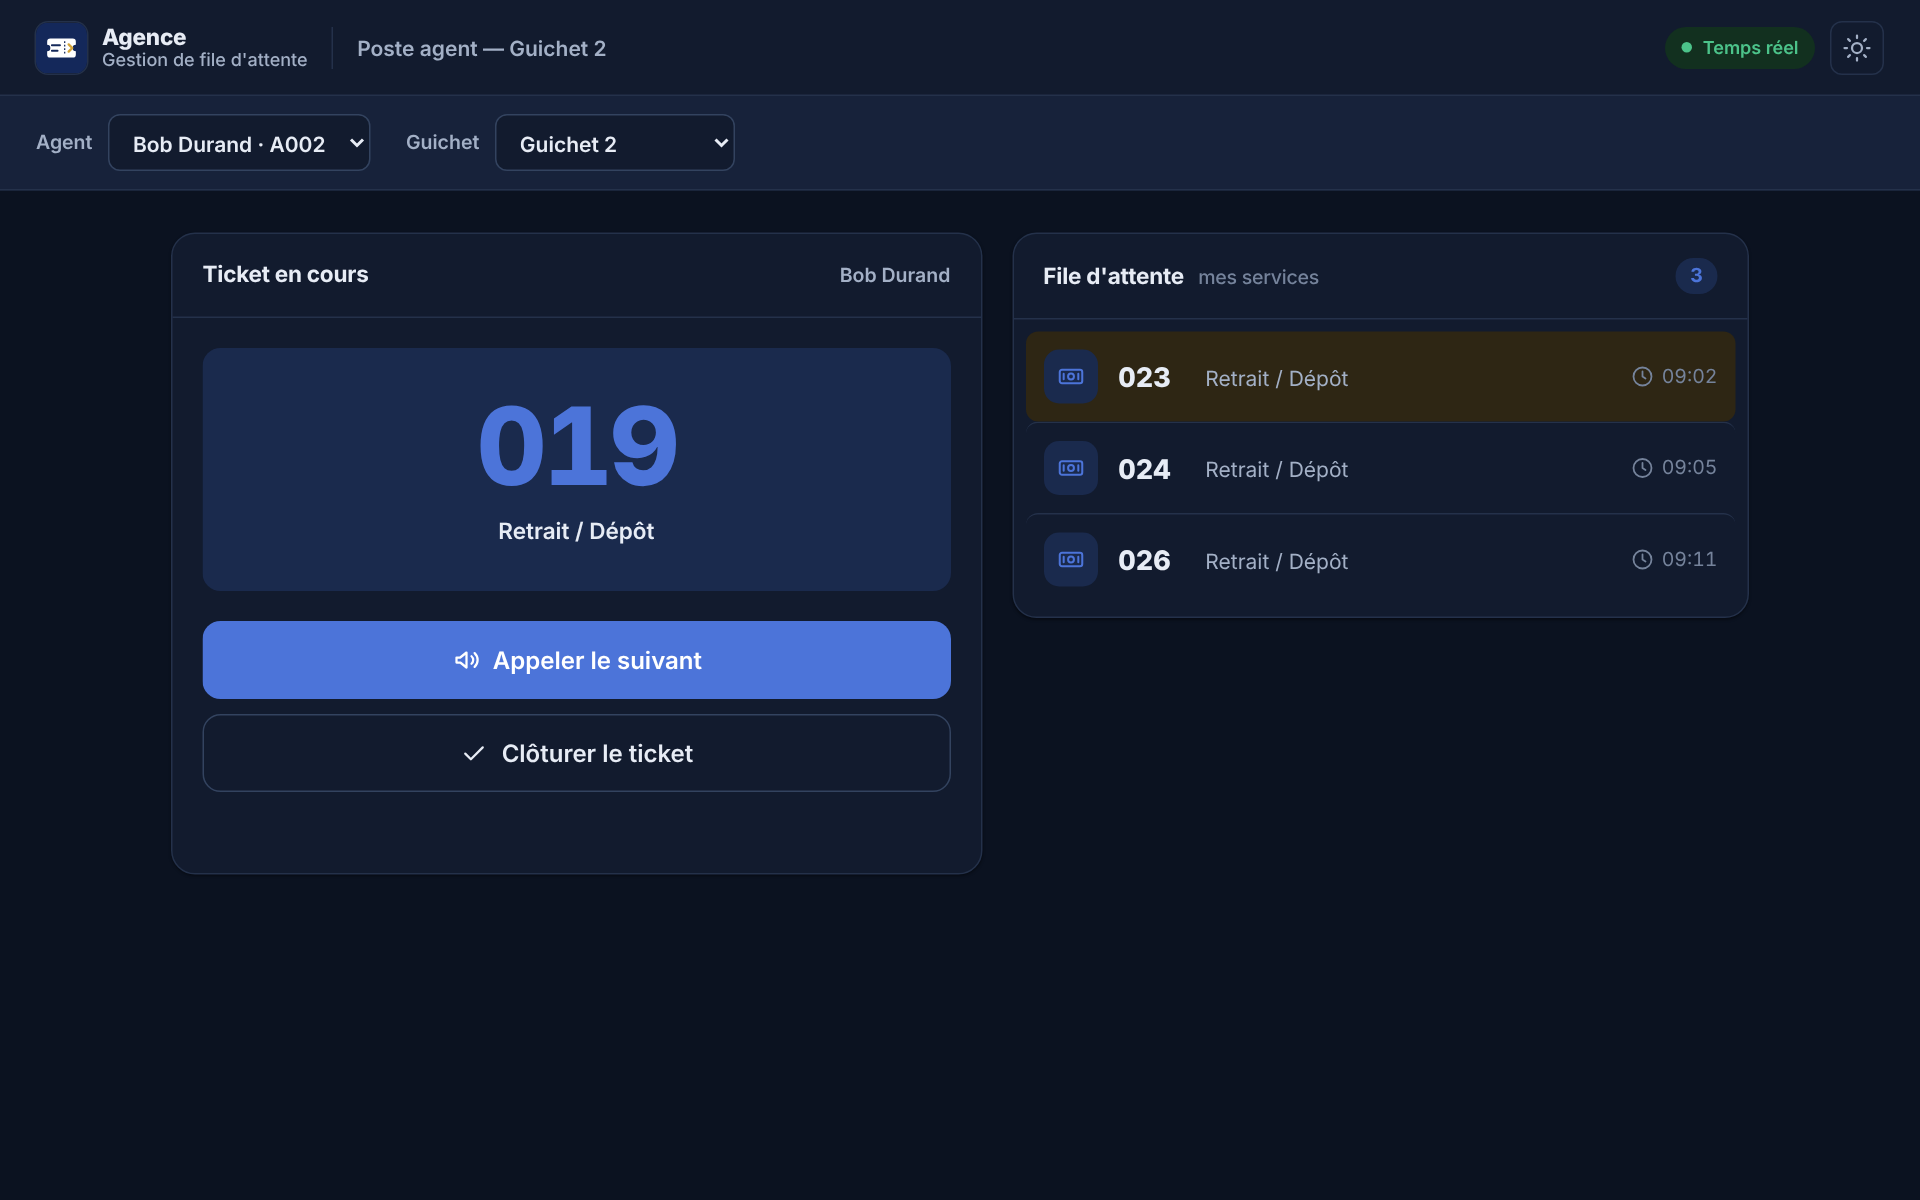 Agence
Gestion de file d'attente
Poste agent — Guichet 2
Temps réel
Agent
Bob Durand · A002
Guichet
Guichet 2
Ticket en cours
Bob Durand
019
Retrait / Dépôt
Appeler le suivant
Clôturer le ticket
File d'attente mes services
3
023 Retrait / Dépôt 09:02
024 Retrait / Dépôt 09:05
026 Retrait / Dépôt 09:11